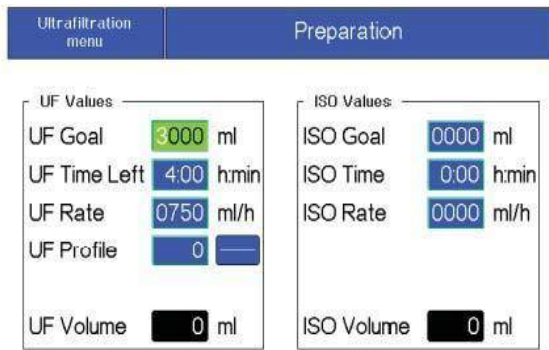 Ultrafiltration
menu
Preparation
UF Values
UF Goal 3000 ml
UF Time Left 4:00 h:min
UF Rate 0750 ml/h
UF Profile 0
UF Volume 0 ml
ISO Values
ISO Goal 0000 ml
ISO Time 0:00 h:min
ISO Rate 0000 ml/h
ISO Volume 0 ml